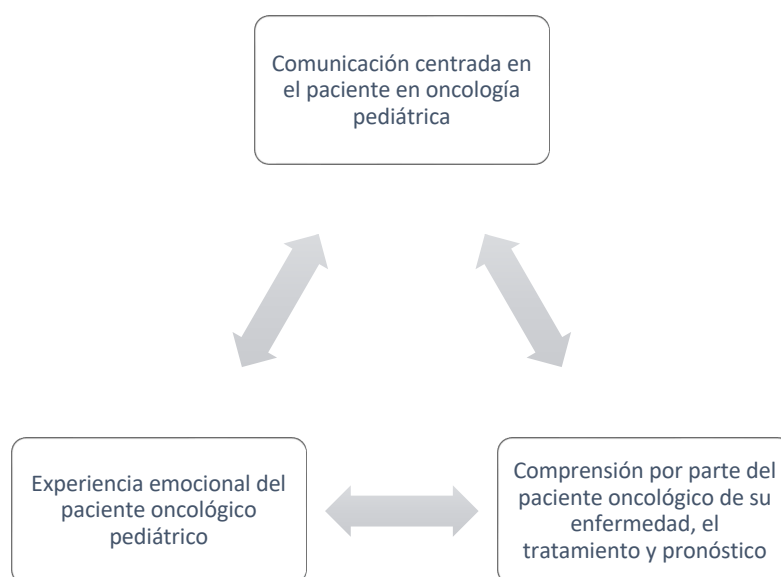 Comunicación centrada en
el paciente en oncología
pediátrica
Experiencia emocional del
paciente oncológico
pediátrico
Comprensión por parte del
paciente oncológico de su
enfermedad, el
tratamiento y pronóstico